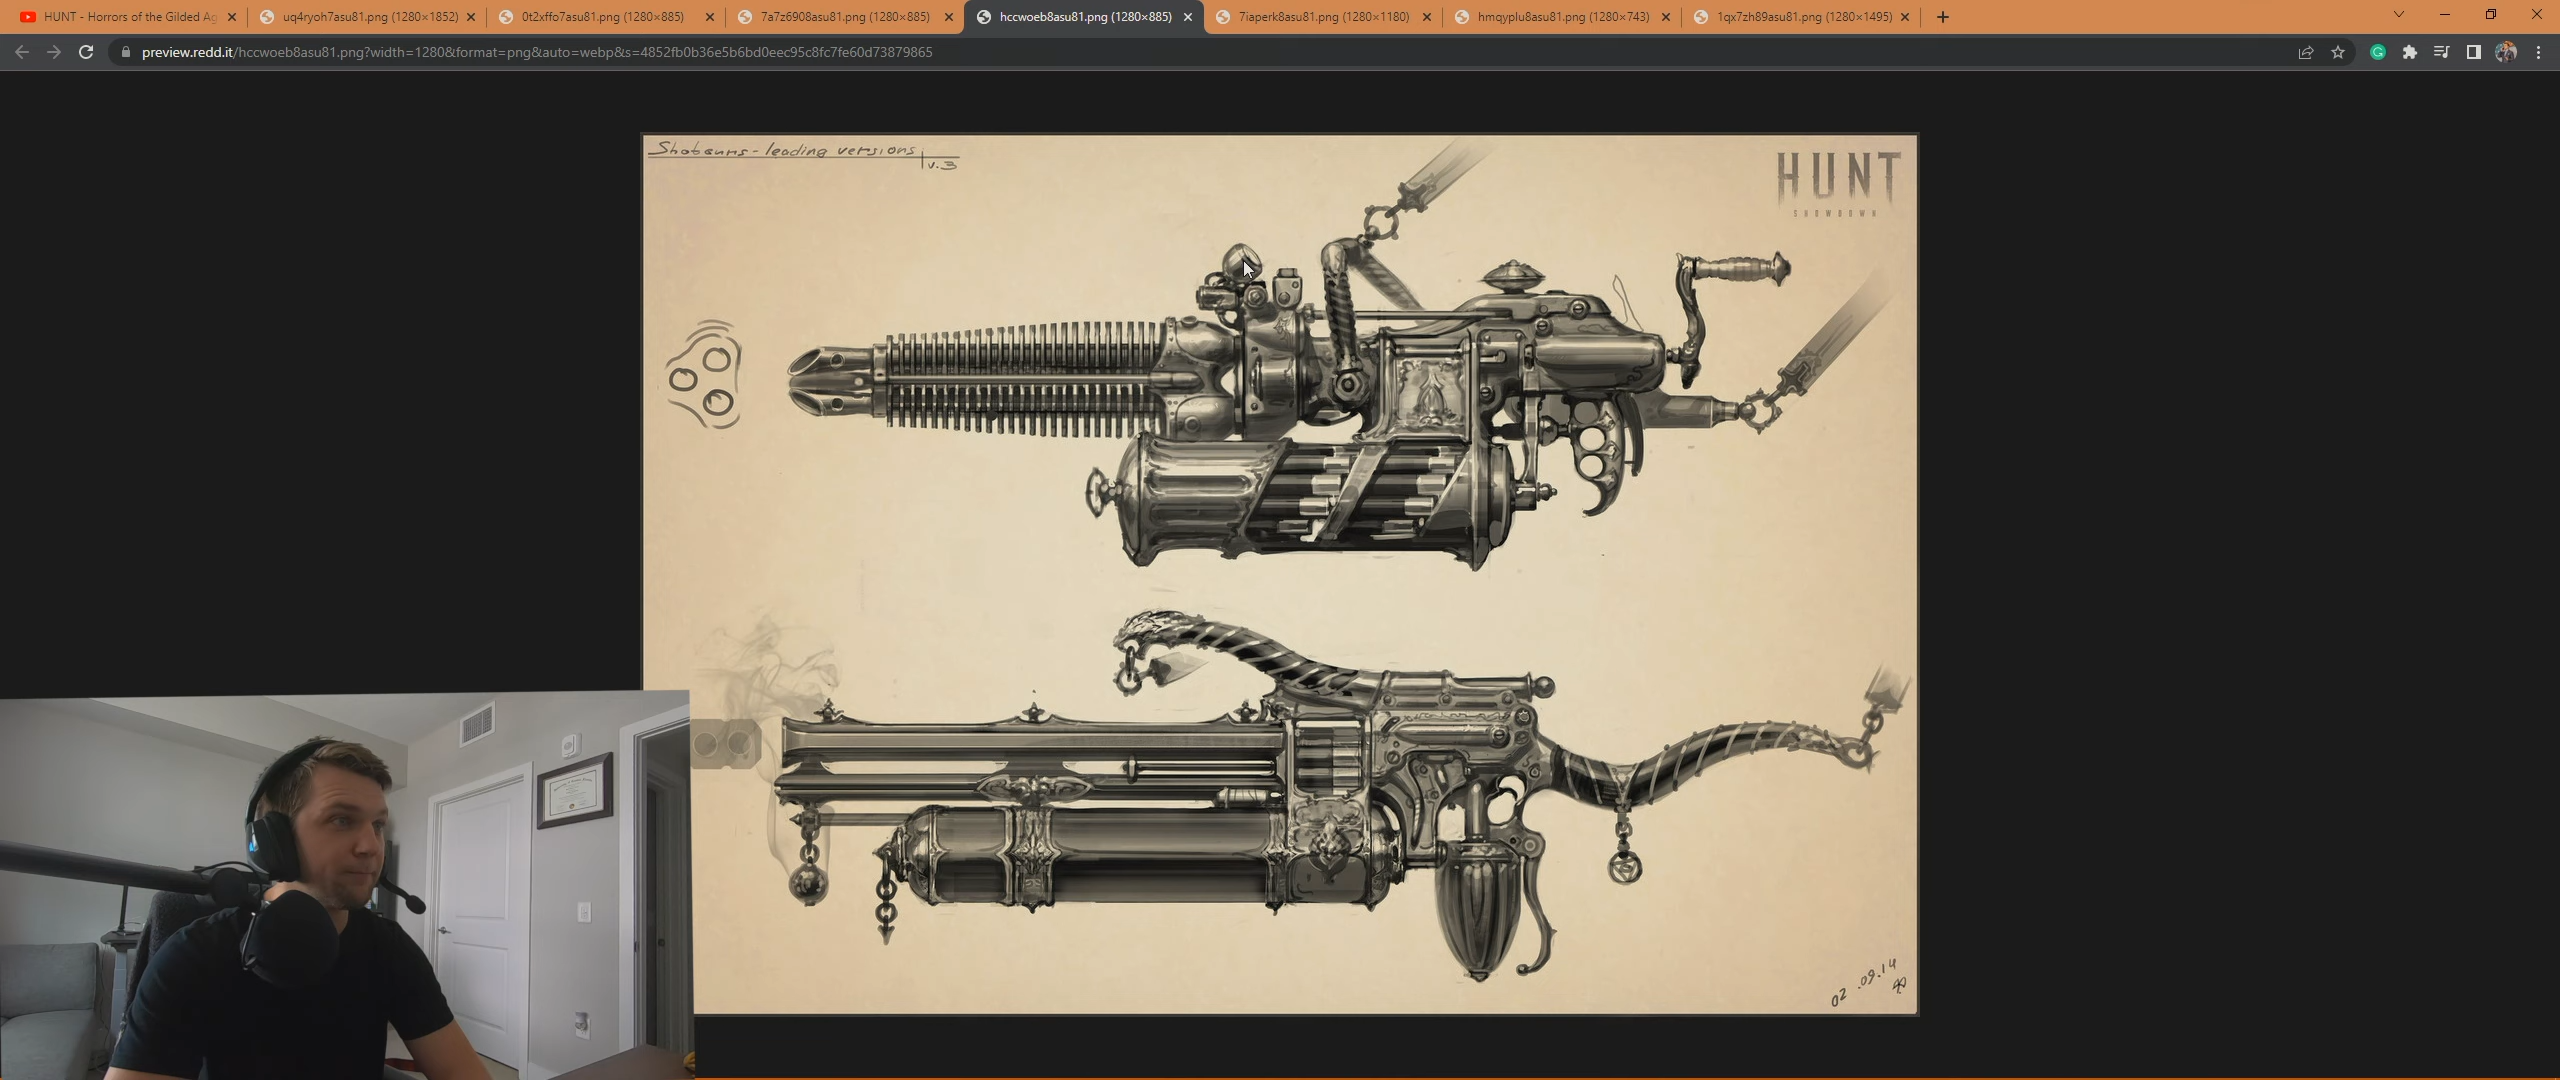 HUNT - Horrors of the Gilded Ag
uq4ryoh7asu81.png (1280×1852)
0t2xffo7asu81.png (1280×885)
7a7z6908asu81.png (1280×885)
hccwoeb8asu81.png (1280×885)
7iaperk8asu81.png (1280×1180)
hmqyplu8asu81.png (1280×743)
1qx7zh89asu81.png (1280×1495)
preview.redd.it/hccwoeb8asu81.png?width=1280&format=png&auto=webp&s=4852fb0b36e5b6bd0eec95c8fc7fe60d73879865
Shotguns - leading versions
v.3
HUNT
SHOWDOWN
02 .09.14